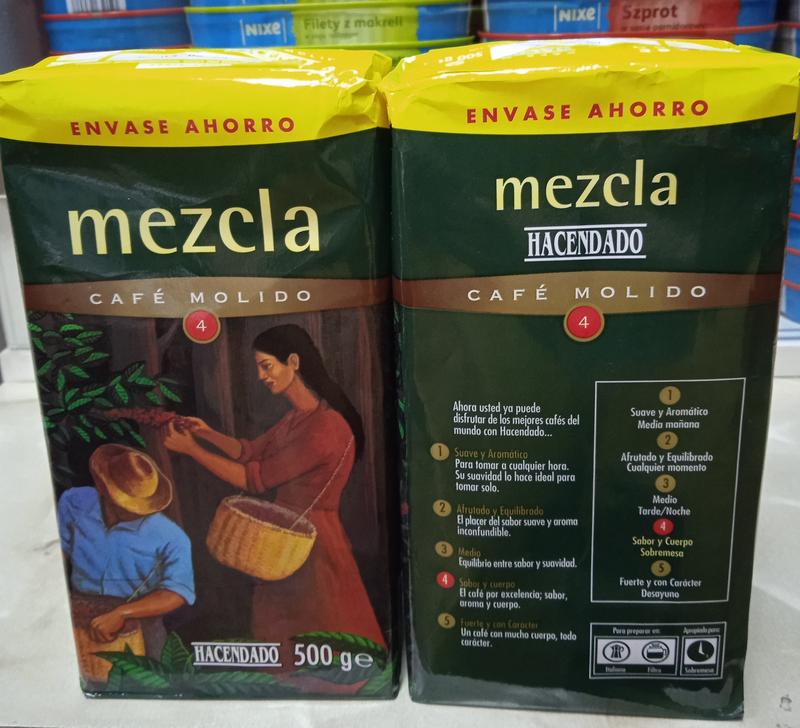 NIXE
Filety z makreli
NIXE
Szprot
w sosie pomidorowym
ENVASE AHORRO
mezcla
CAFÉ MOLIDO
4
HACENDADO 500 g e
500 g
ENVASE AHORRO
mezcla
HACENDADO
CAFÉ MOLIDO
4
Ahora usted ya puede
disfrutar de los mejores cafés del
mundo con Hacendado...
1 Suave y Aromático
Para tomar a cualquier hora.
Su suavidad lo hace ideal para
tomar solo.
2 Afrutado y Equilibrado
El placer del sabor suave y aroma
inconfundible.
3 Medio
Equilibrio entre sabor y suavidad.
4 Sabor y cuerpo
El café por excelencia; sabor,
aroma y cuerpo.
5 Fuerte y con Carácter
Un café con mucho cuerpo, todo
carácter.
1
Suave y Aromático
Media mañana
2
Afrutado y Equilibrado
Cualquier momento
3
Medio
Tarde/Noche
4
Sabor y Cuerpo
Sobremesa
5
Fuerte y con Carácter
Desayuno
Para preparar en:
Italiana Filtro
Apropiado para:
Sobremesa